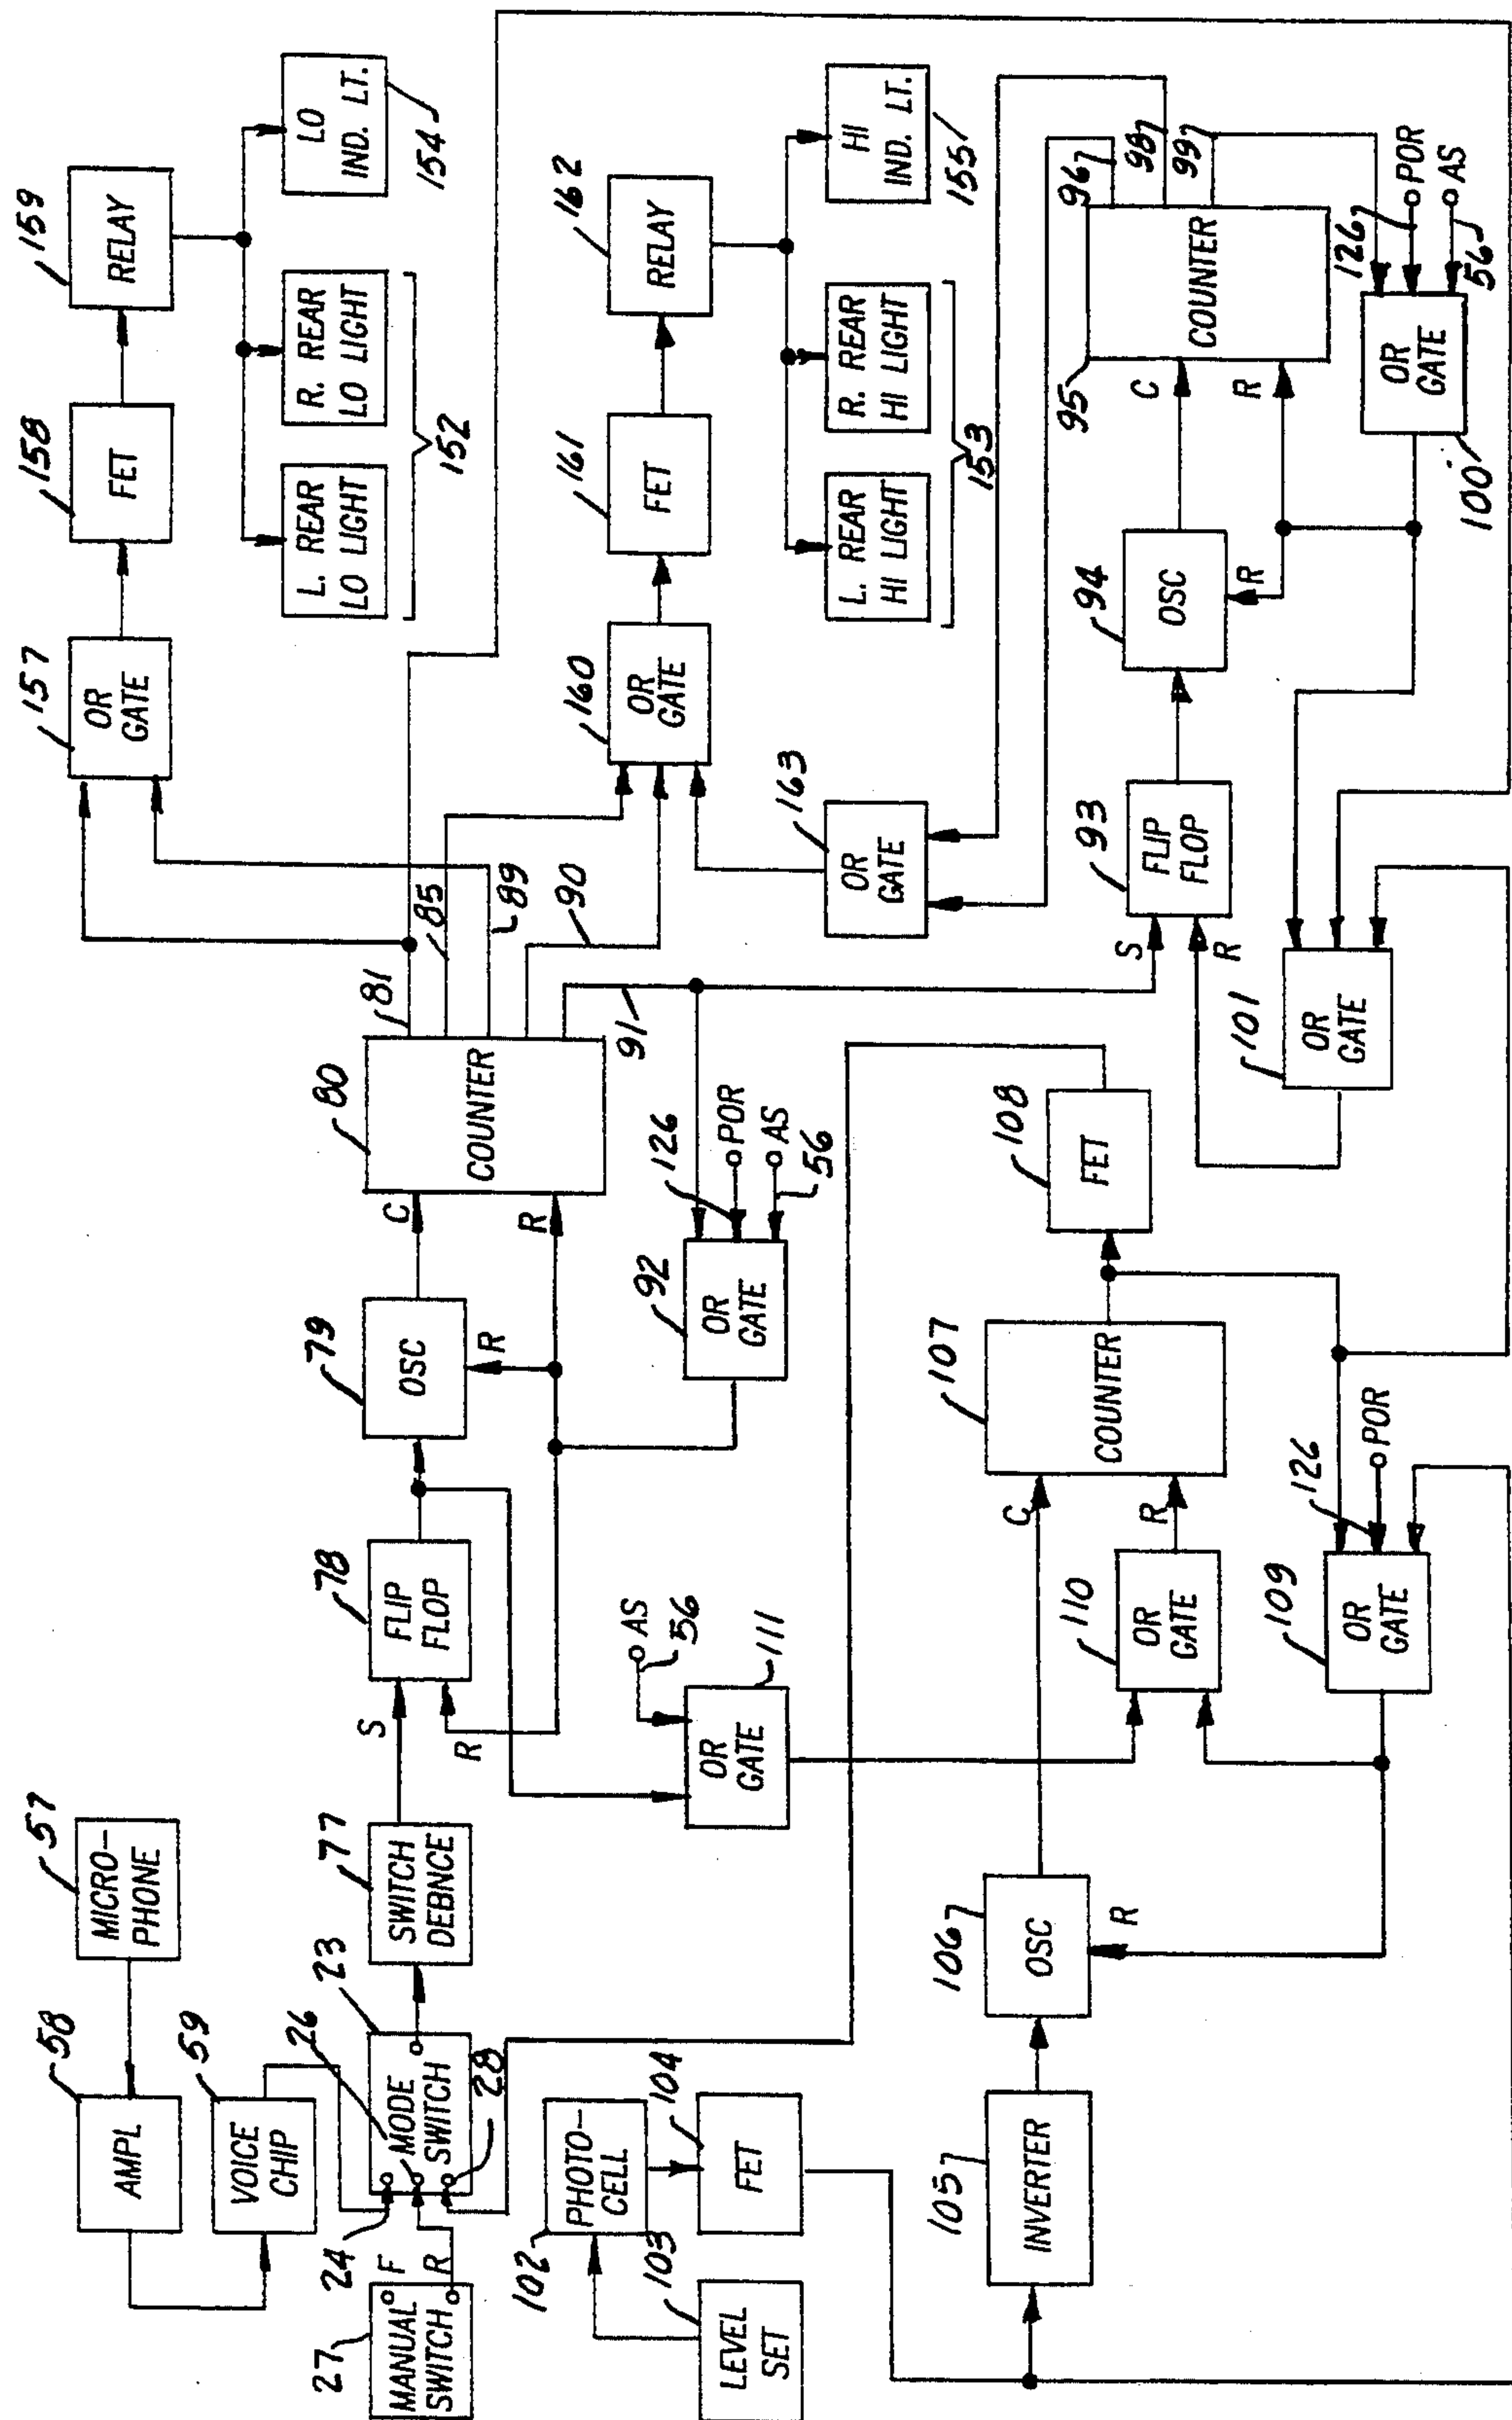 57
MICRO-
PHONE
58
AMPL
59
VOICE
CHIP
27
MANUAL
SWITCH
F
R
24
26
MODE
SWITCH
23
28
77
SWITCH
DEBNCE
S
R
78
FLIP
FLOP
79
OSC
R
C
R
80
COUNTER
81
85
89
90
91
157
OR
GATE
158
FET
159
RELAY
L. REAR
LO LIGHT
R. REAR
LO LIGHT
152
LO
IND. LT.
154
160
OR
GATE
161
FET
162
RELAY
L. REAR
HI LIGHT
R. REAR
HI LIGHT
153
HI
IND. LT.
155
163
OR
GATE
92
OR
GATE
126
POR
AS
56
AS
56
111
OR
GATE
102
PHOTO-
CELL
103
LEVEL
SET
104
FET
105
INVERTER
106
OSC
R
C
R
107
COUNTER
108
FET
110
OR
GATE
109
OR
GATE
126
POR
101
OR
GATE
S
R
93
FLIP
FLOP
94
OSC
R
C
R
95
COUNTER
96
98
99
100
OR
GATE
126
POR
AS
56